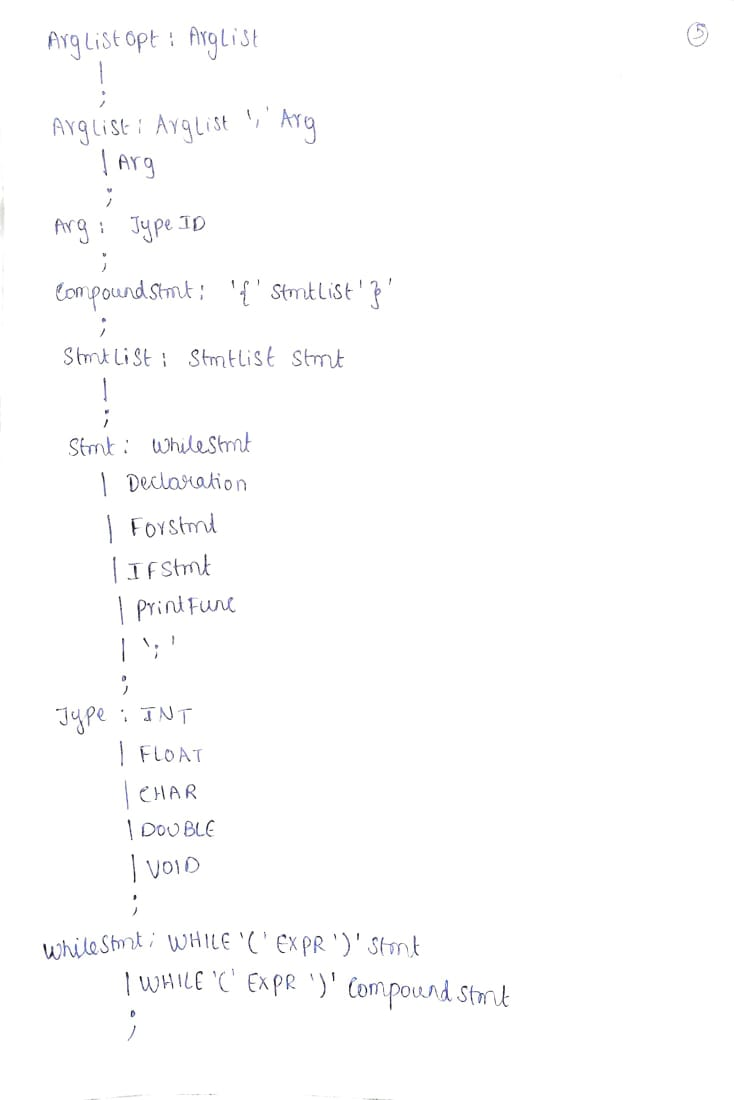 ArgListOpt : ArgList
5
|
;
ArgList : ArgList ',' Arg
| Arg
;
Arg : Type ID
;
CompoundStmt : '{' StmtList '}'
;
StmtList : StmtList Stmt
|
;
Stmt : WhileStmt
| Declaration
| ForStmt
| IFStmt
| PrintFunc
| ';'
;
Type : INT
| FLOAT
| CHAR
| DOUBLE
| VOID
;
WhileStmt : WHILE '(' EXPR ')' Stmt
| WHILE '(' EXPR ')' CompoundStmt
;